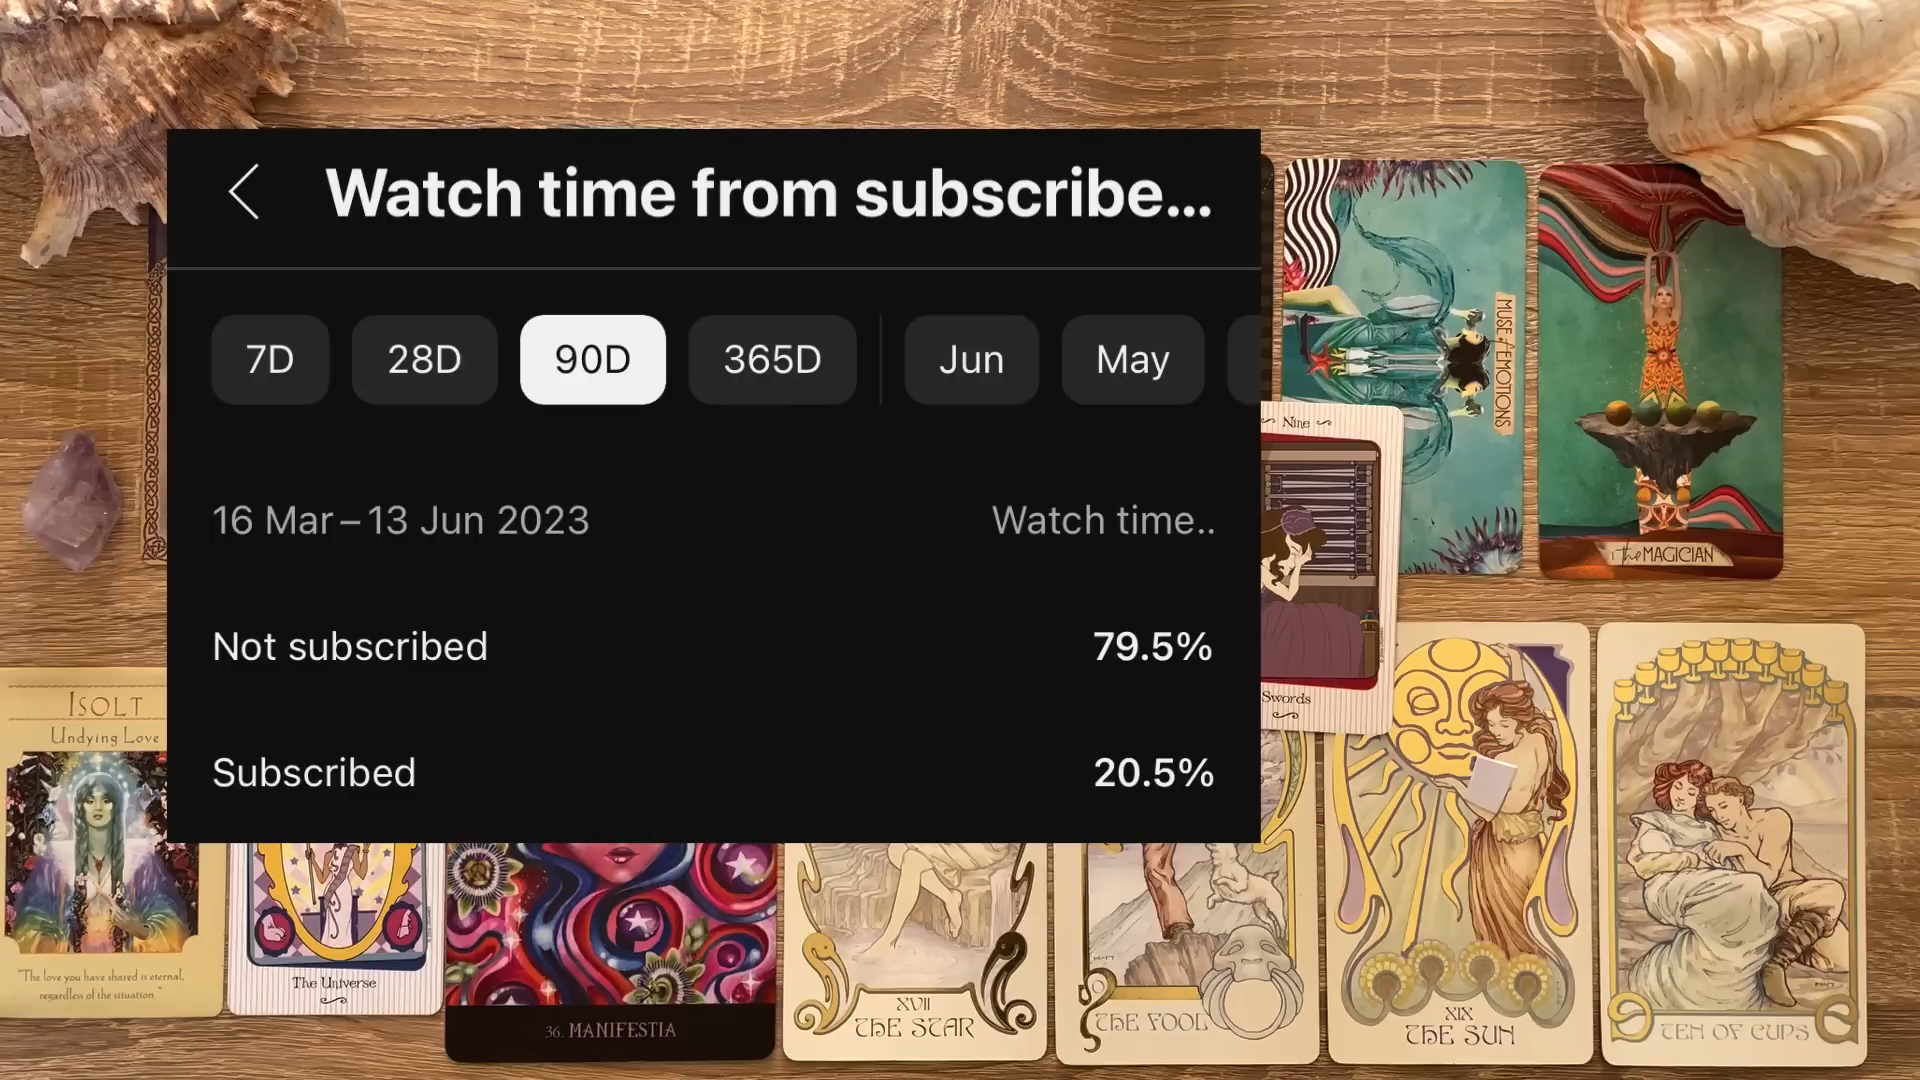 Watch time from subscribe...
7D 28D 90D 365D Jun May
16 Mar – 13 Jun 2023 Watch time..
Not subscribed 79.5%
Subscribed 20.5%
MUSE of EMOTIONS
I the MAGICIAN
Nine
Swords
ISOLT
Undying Love
"The love you have shared is eternal,
regardless of the situation."
The Universe
36. MANIFESTIA
XVII
THE STAR
THE FOOL
XIX
THE SUN
TEN OF CUPS